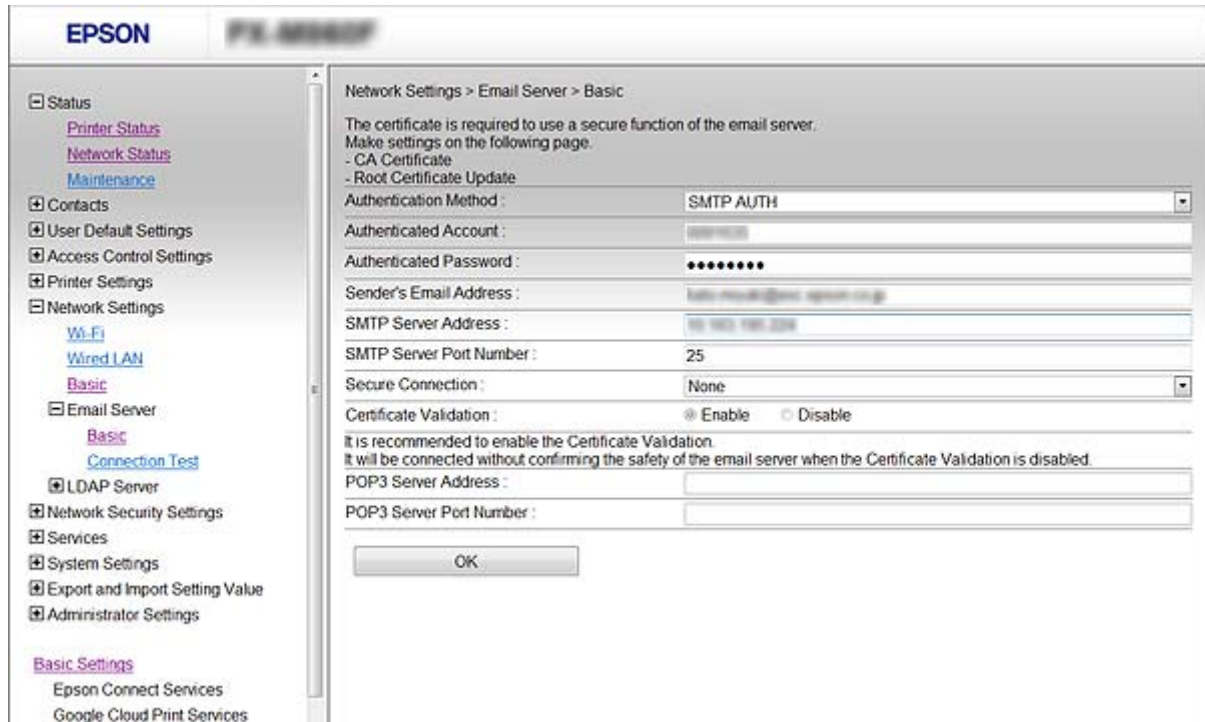 EPSON
Status
Printer Status
Network Status
Maintenance
Contacts
User Default Settings
Access Control Settings
Printer Settings
Network Settings
Wi-Fi
Wired LAN
Basic
Email Server
Basic
Connection Test
LDAP Server
Network Security Settings
Services
System Settings
Export and Import Setting Value
Administrator Settings
Basic Settings
Epson Connect Services
Google Cloud Print Services
Network Settings > Email Server > Basic
The certificate is required to use a secure function of the email server.
Make settings on the following page.
- CA Certificate
- Root Certificate Update
Authentication Method : SMTP AUTH
Authenticated Account :
Authenticated Password : ●●●●●●●●
Sender's Email Address :
SMTP Server Address :
SMTP Server Port Number : 25
Secure Connection : None
Certificate Validation : Enable Disable
It is recommended to enable the Certificate Validation.
It will be connected without confirming the safety of the email server when the Certificate Validation is disabled.
POP3 Server Address :
POP3 Server Port Number :
OK